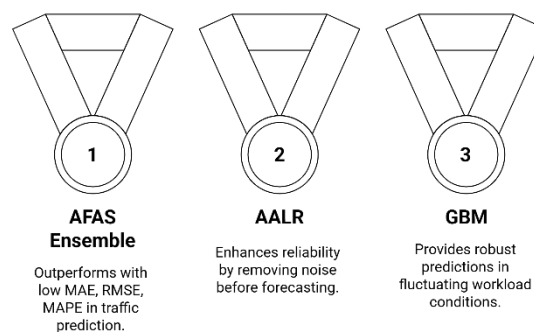 1
AFAS
Ensemble
Outperforms with
low MAE, RMSE,
MAPE in traffic
prediction.
2
AALR
Enhances reliability
by removing noise
before forecasting.
3
GBM
Provides robust
predictions in
fluctuating workload
conditions.